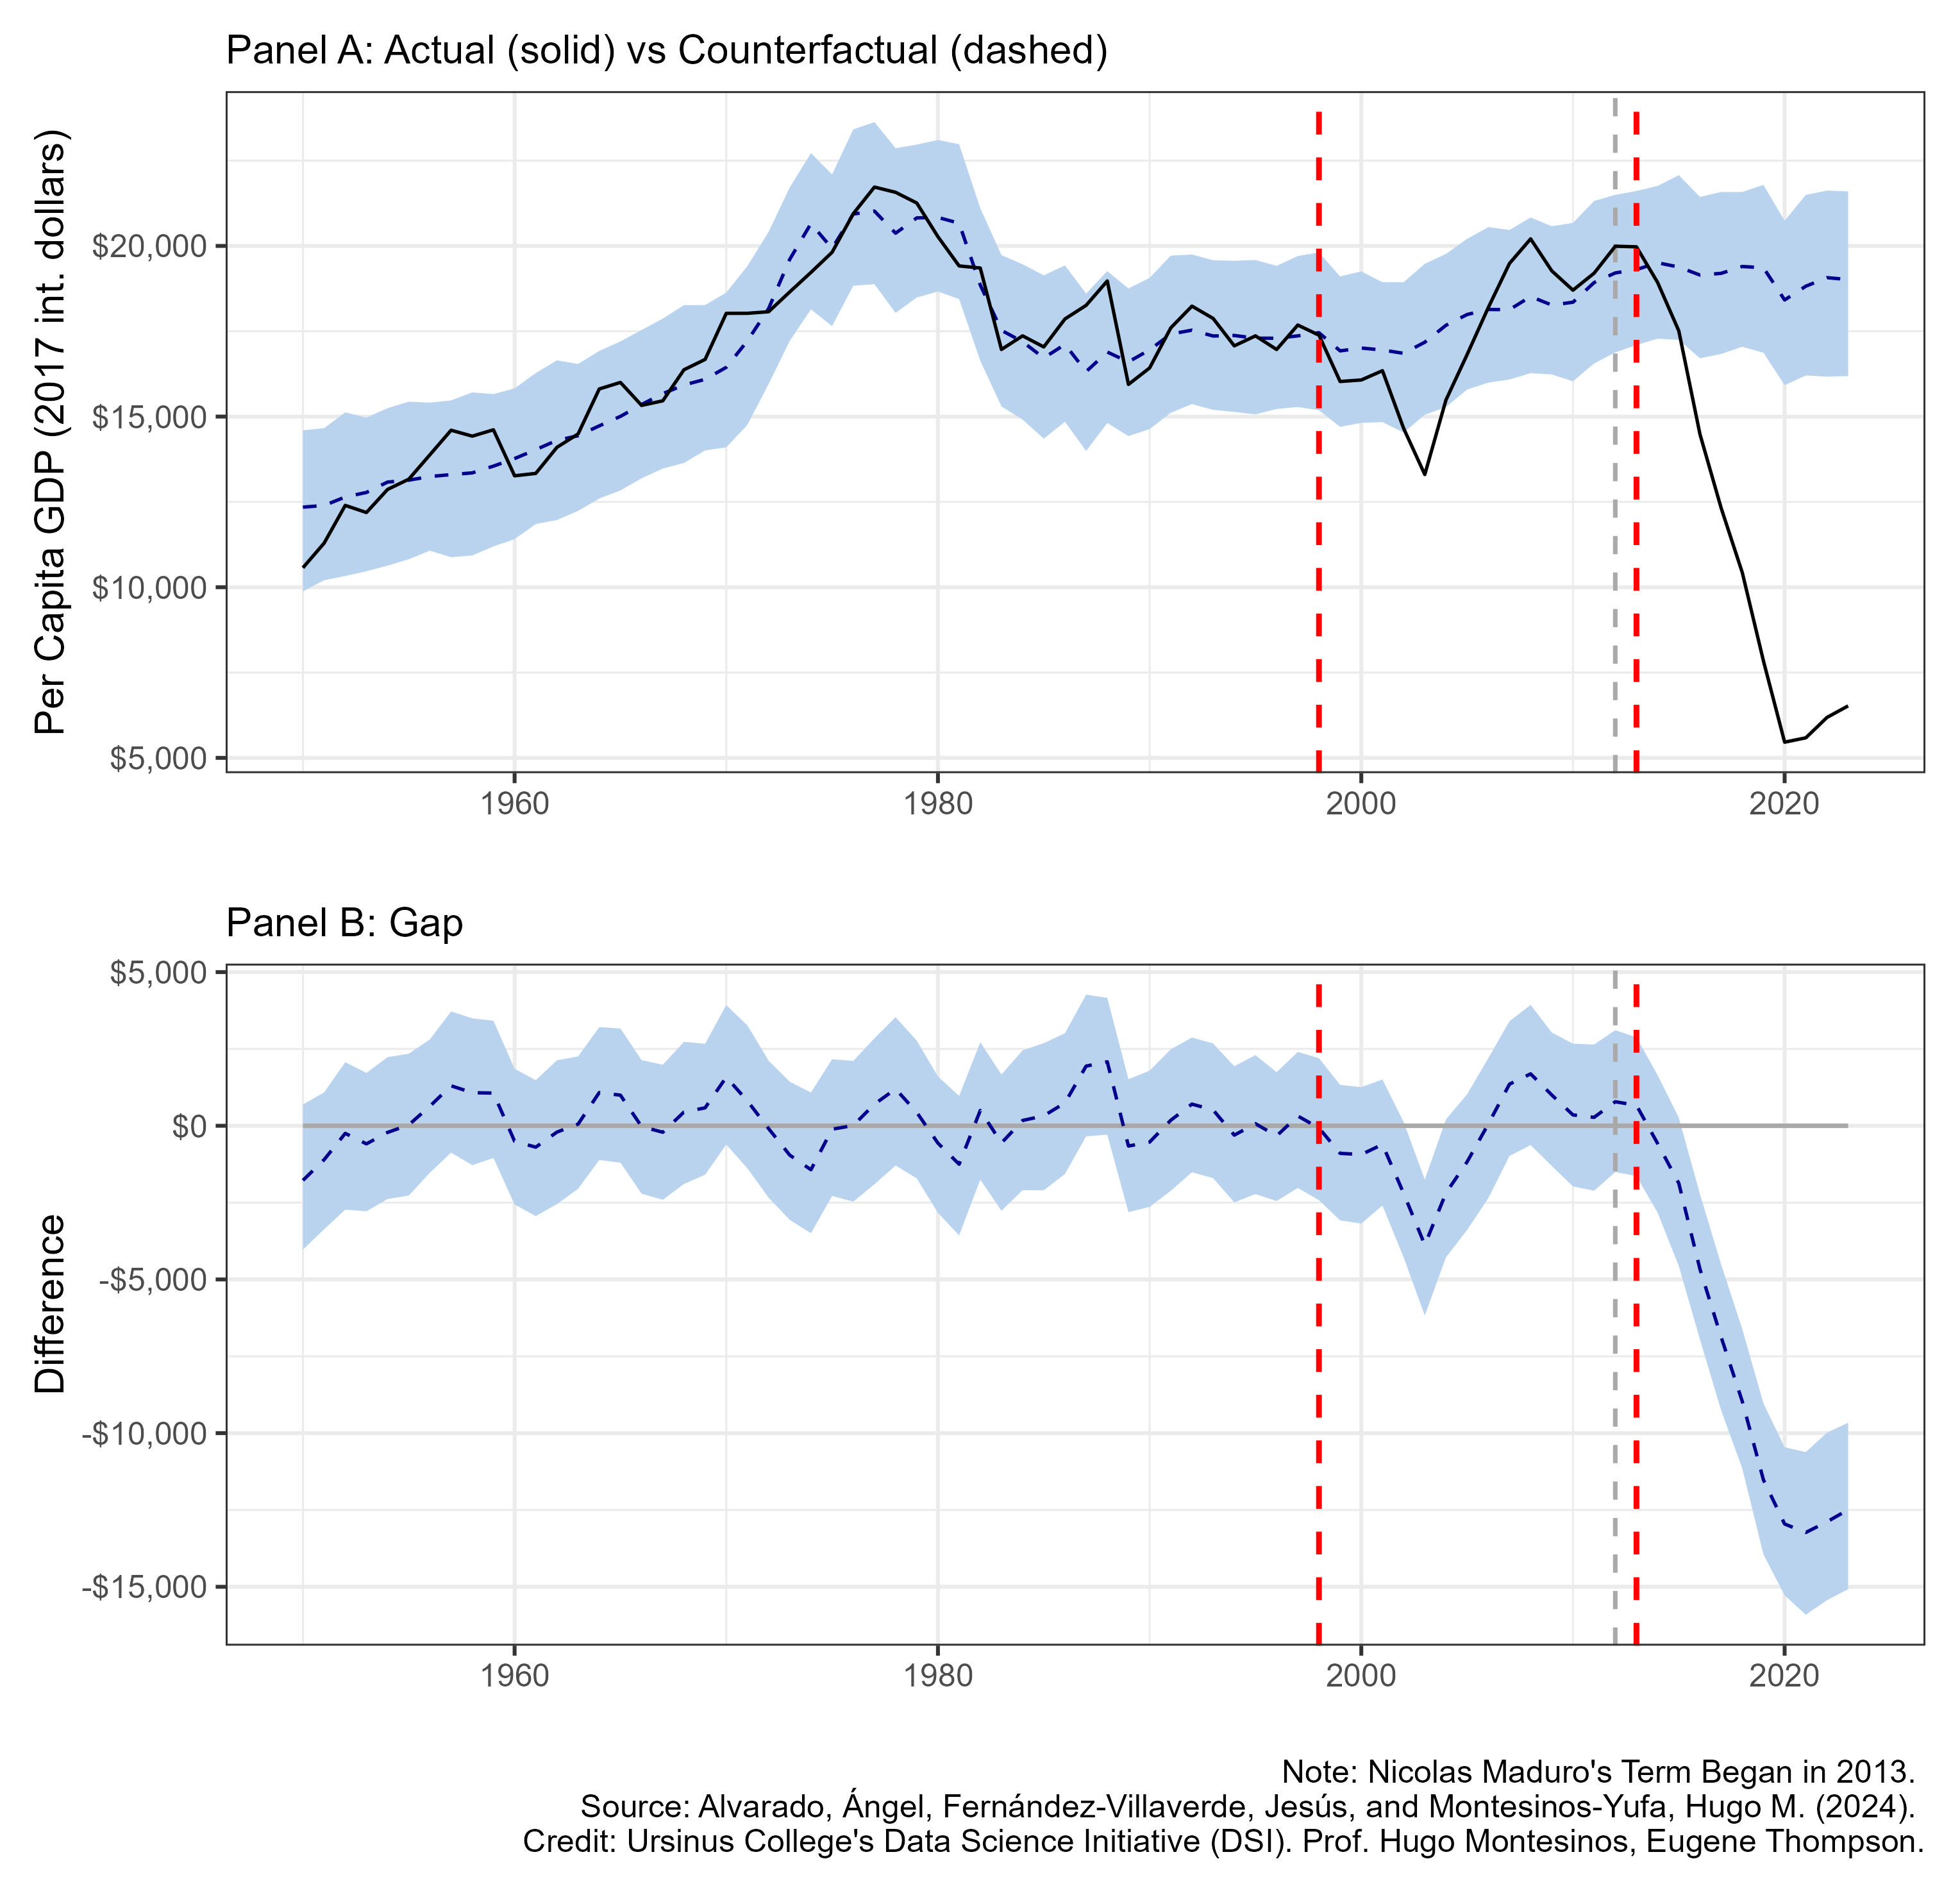 Panel A: Actual (solid) vs Counterfactual (dashed)
Per Capita GDP (2017 int. dollars)
$20,000
$15,000
$10,000
$5,000
1960
1980
2000
2020
Panel B: Gap
Difference
$5,000
$0
-$5,000
-$10,000
-$15,000
1960
1980
2000
2020
Note: Nicolas Maduro's Term Began in 2013.
Source: Alvarado, Ángel, Fernández-Villaverde, Jesús, and Montesinos-Yufa, Hugo M. (2024).
Credit: Ursinus College's Data Science Initiative (DSI). Prof. Hugo Montesinos, Eugene Thompson.